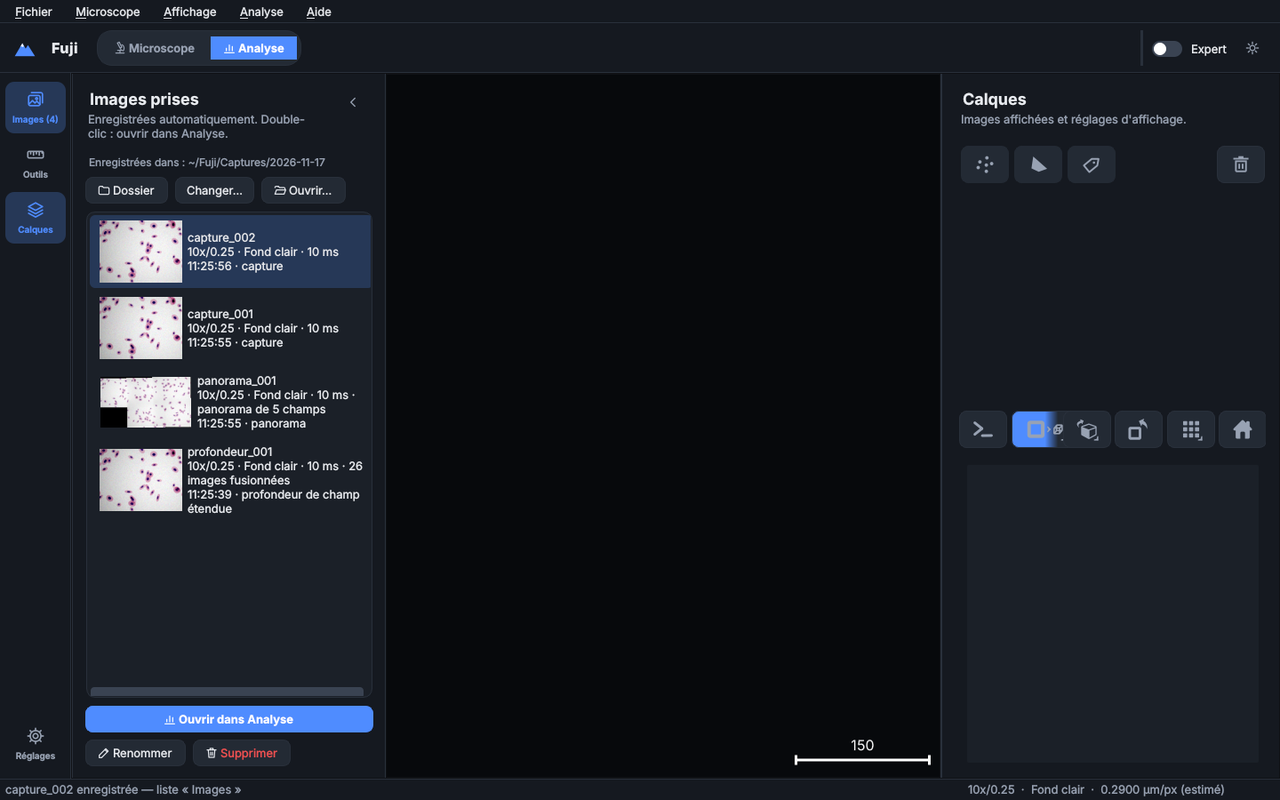 Fichier Microscope Affichage Analyse Aide
Fuji Microscope Analyse Expert
Images (4)
Outils
Calques
Réglages
Images prises
Enregistrées automatiquement. Double-
clic : ouvrir dans Analyse.
Enregistrées dans : ~/Fuji/Captures/2026-11-17
Dossier Changer... Ouvrir...
capture_002
10x/0.25 · Fond clair · 10 ms
11:25:56 · capture
capture_001
10x/0.25 · Fond clair · 10 ms
11:25:55 · capture
panorama_001
10x/0.25 · Fond clair · 10 ms ·
panorama de 5 champs
11:25:55 · panorama
profondeur_001
10x/0.25 · Fond clair · 10 ms · 26
images fusionnées
11:25:39 · profondeur de champ
étendue
Ouvrir dans Analyse
Renommer Supprimer
150
Calques
Images affichées et réglages d'affichage.
capture_002 enregistrée — liste « Images »
10x/0.25 · Fond clair · 0.2900 µm/px (estimé)